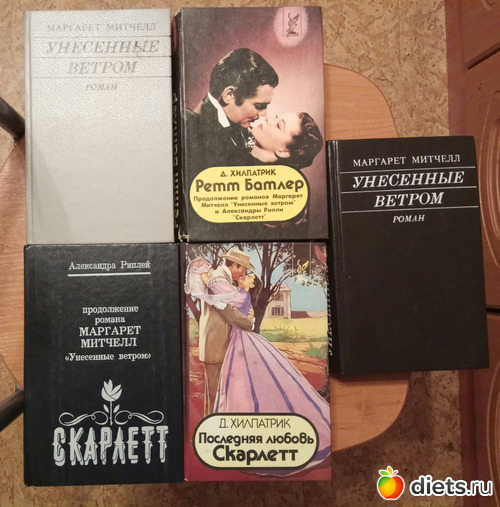 МАРГАРЕТ МИТЧЕЛЛ
УНЕСЕННЫЕ
ВЕТРОМ
РОМАН
Д. ХИЛПАТРИК
Ретт Батлер
Продолжение романов Маргарет
Митчелл "Унесенные ветром"
и Александры Рипли
"Скарлетт"
МАРГАРЕТ МИТЧЕЛЛ
УНЕСЕННЫЕ
ВЕТРОМ
РОМАН
Александра Риплей
продолжение
романа
МАРГАРЕТ
МИТЧЕЛЛ
«Унесенные ветром»
СКАРЛЕТТ
Д. ХИЛПАТРИК
Последняя любовь
Скарлетт
diets.ru